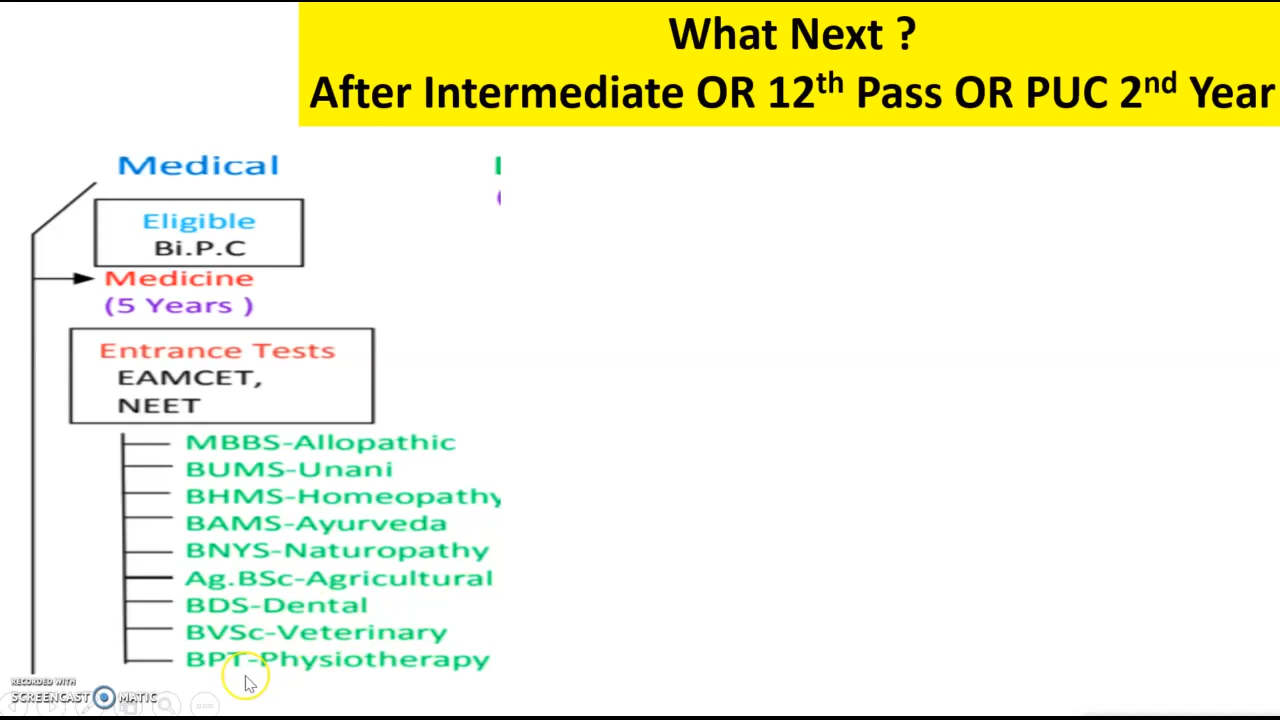 What Next ?
After Intermediate OR 12th Pass OR PUC 2nd Year
Medical
Eligible
Bi.P.C
Medicine
(5 Years )
Entrance Tests
EAMCET,
NEET
MBBS-Allopathic
BUMS-Unani
BHMS-Homeopathy
BAMS-Ayurveda
BNYS-Naturopathy
Ag.BSc-Agricultural
BDS-Dental
BVSc-Veterinary
BPT-Physiotherapy
RECORDED WITH
SCREENCAST MATIC